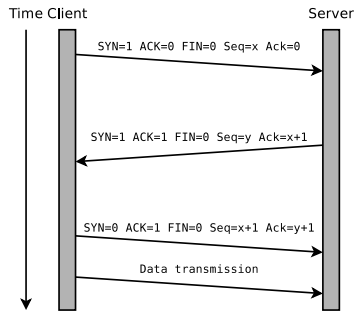 Time Client Server
SYN=1 ACK=0 FIN=0 Seq=x Ack=0
SYN=1 ACK=1 FIN=0 Seq=y Ack=x+1
SYN=0 ACK=1 FIN=0 Seq=x+1 Ack=y+1
Data transmission